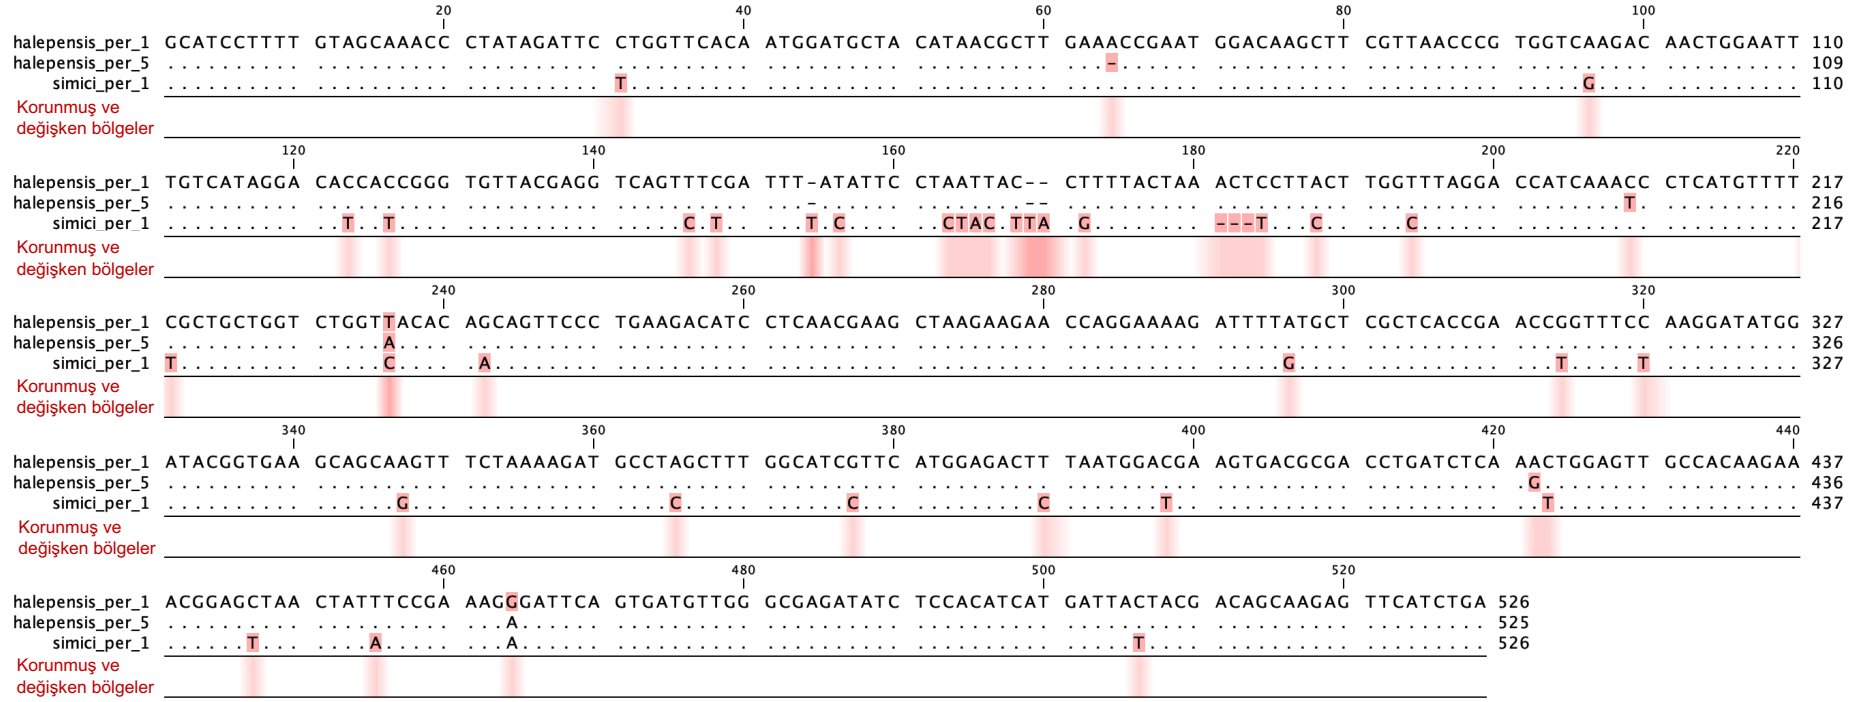 20 40 60 80 100
halepensis_per_1 GCATCCTTTT GTAGCAAACC CTATAGATTC CTGGTTCACA ATGGATGCTA CATAACGCTT GAAACCGAAT GGACAAGCTT CGTTAACCCG TGGTCAAGAC AACTGGAATT 110
halepensis_per_5 .......... .......... .......... .......... .......... .......... ...-...... .......... .......... .......... .......... 109
simici_per_1 .......... .......... .......... T......... .......... .......... .......... .......... .......... .....G.... .......... 110
Korunmuş ve
değişken bölgeler
120 140 160 180 200 220
halepensis_per_1 TGTCATAGGA CACCACCGGG TGTTACGAGG TCAGTTTCGA TTT-ATATTC CTAATTAC-- CTTTTACTAA ACTCCTTACT TGGTTTAGGA CCATCAAACC CTCATGTTTT 217
halepensis_per_5 .......... .......... .......... .......... ...-...... ........-- .......... .......... .......... ........T. .......... 216
simici_per_1 .......... ..T..T.... .......... .....C.T.. ...T.C.... ..CTAC.TTA .G........ ---T...C.. ...C...... .......... .......... 217
Korunmuş ve
değişken bölgeler
240 260 280 300 320
halepensis_per_1 CGCTGCTGGT CTGGTTACAC AGCAGTTCCC TGAAGACATC CTCAACGAAG CTAAGAAGAA CCAGGAAAAG ATTTTATGCT CGCTCACCGA ACCGGTTTCC AAGGATATGG 327
halepensis_per_5 .......... .....A.... .......... .......... .......... .......... .......... .......... .......... .......... .......... 326
simici_per_1 T......... .....C.... .A........ .......... .......... .......... .......... .....G.... .......... ...T.....T .......... 327
Korunmuş ve
değişken bölgeler
340 360 380 400 420 440
halepensis_per_1 ATACGGTGAA GCAGCAAGTT TCTAAAAGAT GCCTAGCTTT GGCATCGTTC ATGGAGACTT TAATGGACGA AGTGACGCGA CCTGATCTCA AACTGGAGTT GCCACAAGAA 437
halepensis_per_5 .......... .......... .......... .......... .......... .......... .......... .......... .......... .G........ .......... 436
simici_per_1 .......... ......G... .......... ....C..... ......C... .........C .......T.. .......... .......... ..T....... .......... 437
Korunmuş ve
değişken bölgeler
460 480 500 520
halepensis_per_1 ACGGAGCTAA CTATTTCCGA AAGGGATTCA GTGATGTTGG GCGAGATATC TCCACATCAT GATTACTACG ACAGCAAGAG TTCATCTGA 526
halepensis_per_5 .......... .......... ...A...... .......... .......... .......... .......... .......... ......... 525
simici_per_1 ......T... ....A..... ...A...... .......... .......... .......... .....T.... .......... ......... 526
Korunmuş ve
değişken bölgeler